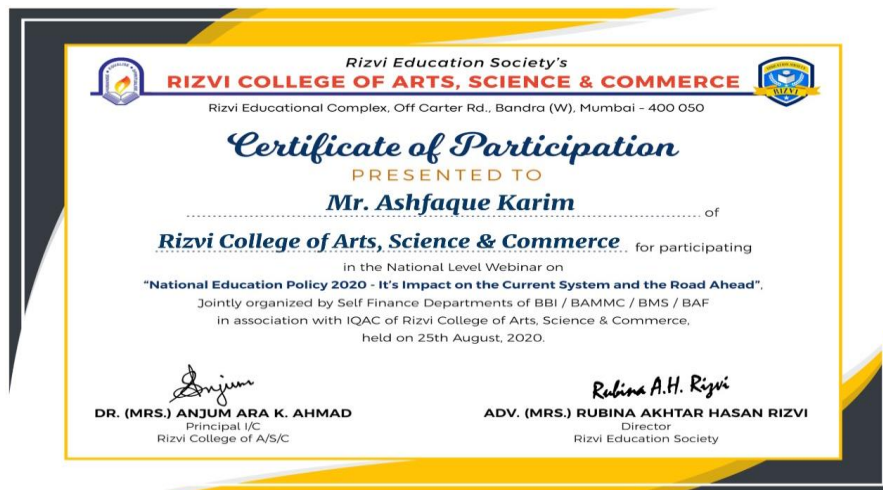 Rizvi Education Society's
RIZVI COLLEGE OF ARTS, SCIENCE & COMMERCE
Rizvi Educational Complex, Off Carter Rd., Bandra (W), Mumbai - 400 050
RIZVI
Certificate of Participation
PRESENTED TO
Mr. Ashfaque Karim of
Rizvi College of Arts, Science & Commerce for participating
in the National Level Webinar on
"National Education Policy 2020 - It's Impact on the Current System and the Road Ahead",
Jointly organized by Self Finance Departments of BBI / BAMMC / BMS / BAF
in association with IQAC of Rizvi College of Arts, Science & Commerce,
held on 25th August, 2020.
Anjum
Rubina A.H. Rizvi
DR. (MRS.) ANJUM ARA K. AHMAD
ADV. (MRS.) RUBINA AKHTAR HASAN RIZVI
Principal I/C
Director
Rizvi College of A/S/C
Rizvi Education Society